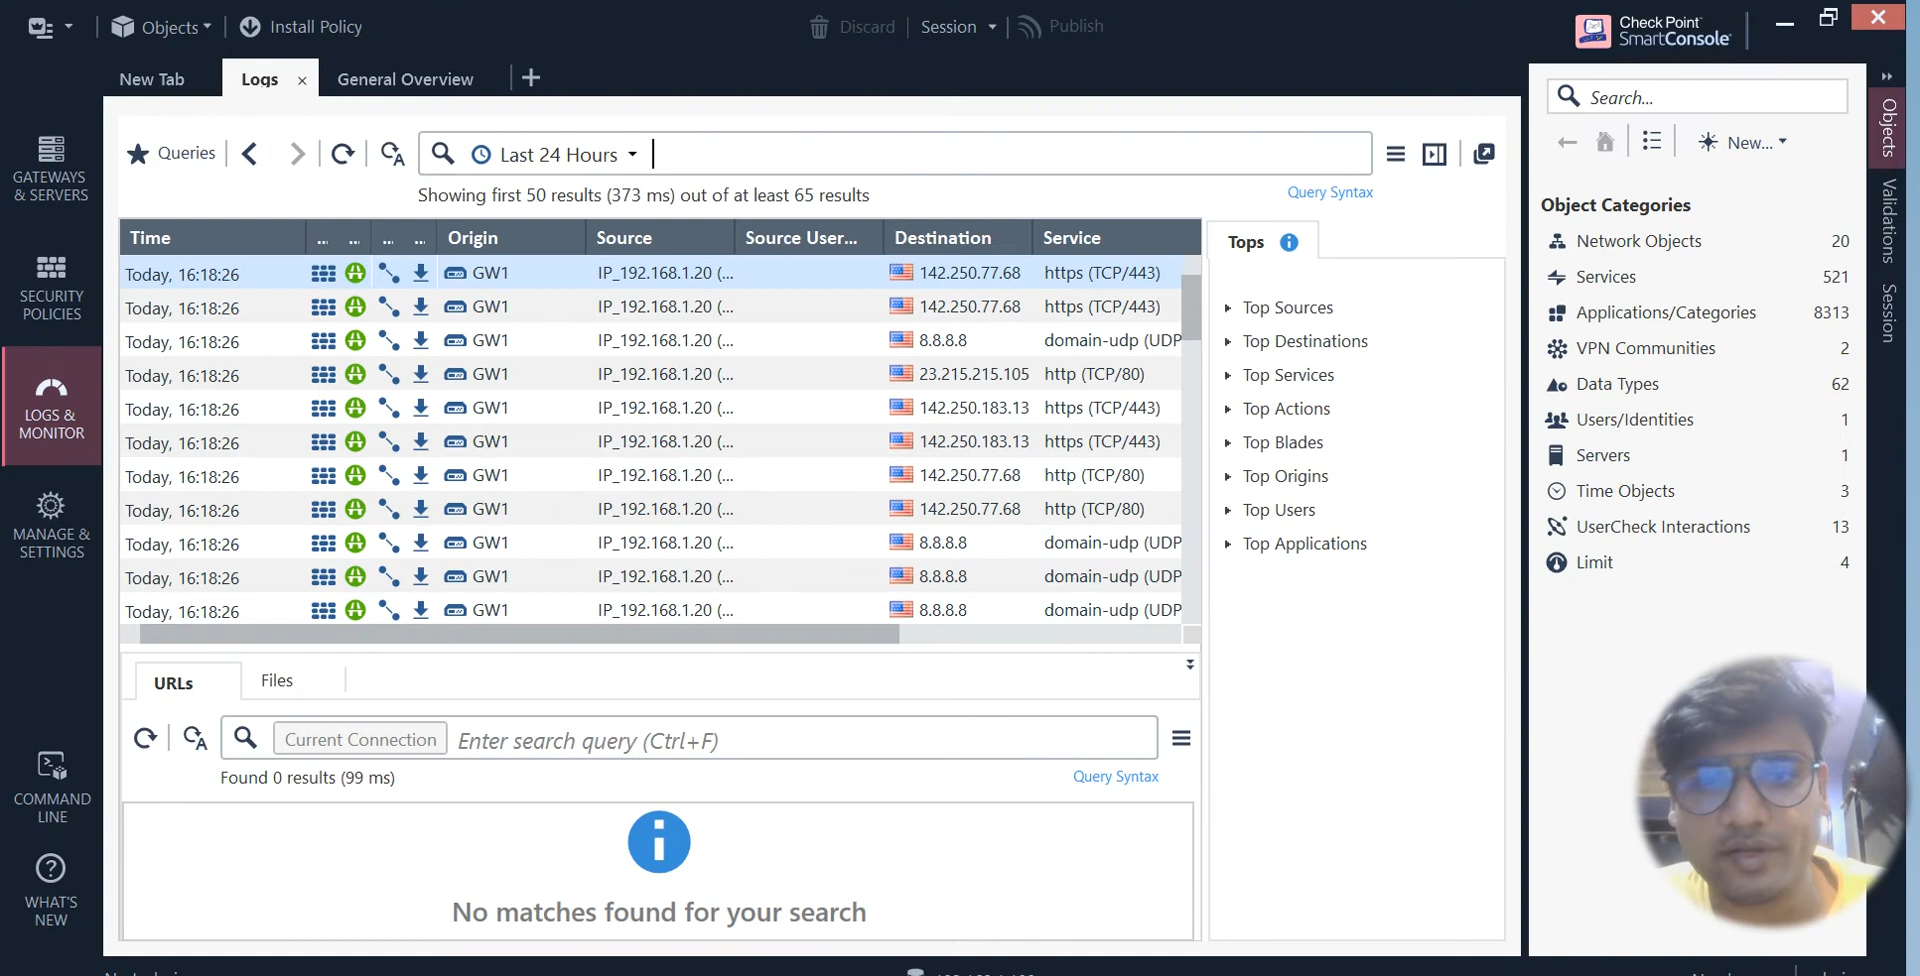 Objects
Install Policy
Discard
Session
Publish
Check Point
SmartConsole
New Tab
Logs
General Overview
GATEWAYS
& SERVERS
SECURITY
POLICIES
LOGS &
MONITOR
MANAGE &
SETTINGS
COMMAND
LINE
WHAT'S
NEW
Queries
Last 24 Hours
Showing first 50 results (373 ms) out of at least 65 results
Query Syntax
Time ... ... ... ... Origin Source Source User... Destination Service
Today, 16:18:26 GW1 IP_192.168.1.20 (... 142.250.77.68 https (TCP/443)
Today, 16:18:26 GW1 IP_192.168.1.20 (... 142.250.77.68 https (TCP/443)
Today, 16:18:26 GW1 IP_192.168.1.20 (... 8.8.8.8 domain-udp (UDP
Today, 16:18:26 GW1 IP_192.168.1.20 (... 23.215.215.105 http (TCP/80)
Today, 16:18:26 GW1 IP_192.168.1.20 (... 142.250.183.13 https (TCP/443)
Today, 16:18:26 GW1 IP_192.168.1.20 (... 142.250.183.13 https (TCP/443)
Today, 16:18:26 GW1 IP_192.168.1.20 (... 142.250.77.68 http (TCP/80)
Today, 16:18:26 GW1 IP_192.168.1.20 (... 142.250.77.68 http (TCP/80)
Today, 16:18:26 GW1 IP_192.168.1.20 (... 8.8.8.8 domain-udp (UDP
Today, 16:18:26 GW1 IP_192.168.1.20 (... 8.8.8.8 domain-udp (UDP
Today, 16:18:26 GW1 IP_192.168.1.20 (... 8.8.8.8 domain-udp (UDP
Tops
Top Sources
Top Destinations
Top Services
Top Actions
Top Blades
Top Origins
Top Users
Top Applications
URLs
Files
Current Connection Enter search query (Ctrl+F)
Found 0 results (99 ms)
Query Syntax
No matches found for your search
Search...
New...
Object Categories
Network Objects 20
Services 521
Applications/Categories 8313
VPN Communities 2
Data Types 62
Users/Identities 1
Servers 1
Time Objects 3
UserCheck Interactions 13
Limit 4
Objects
Validations
Session